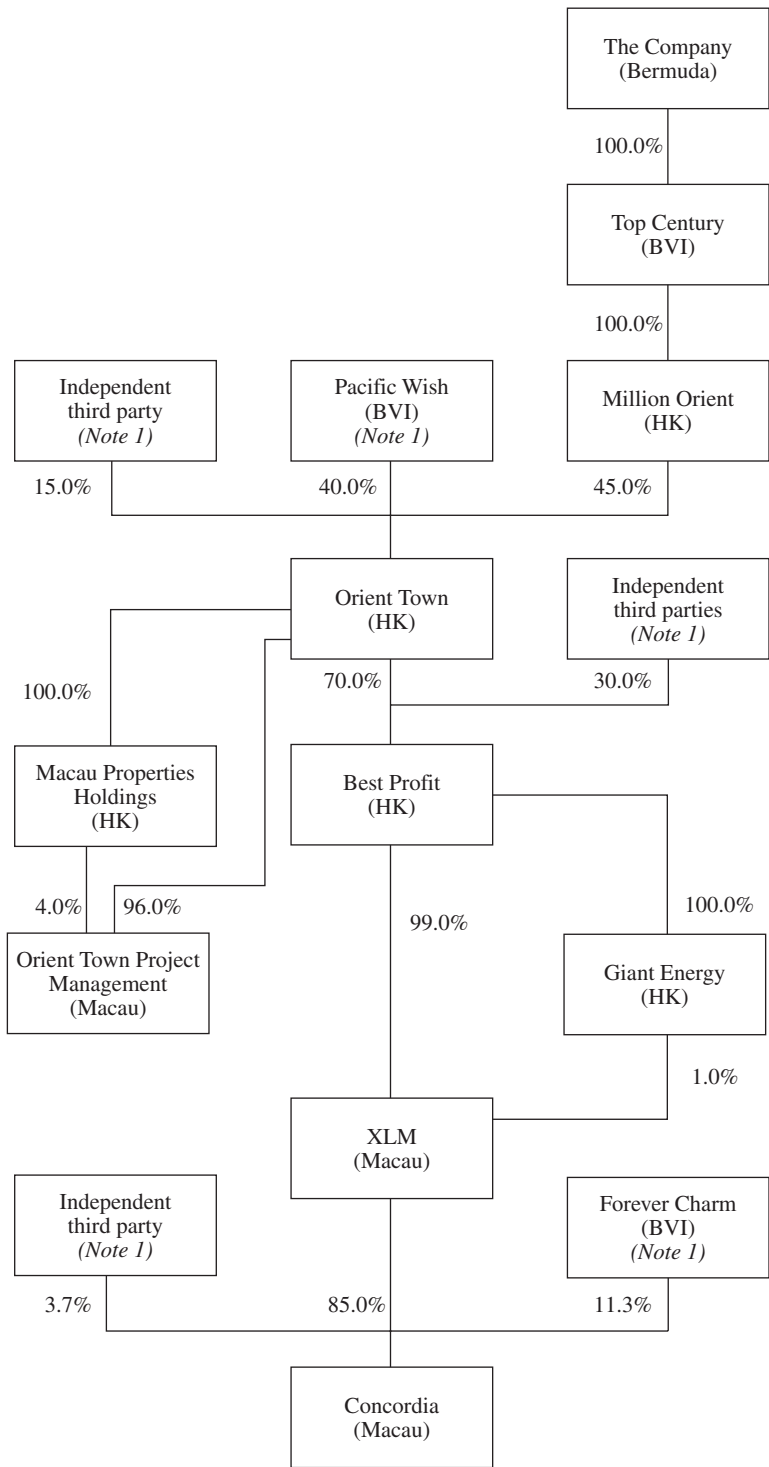 The Company
(Bermuda)
100.0%
Top Century
(BVI)
100.0%
Independent
third party
(Note 1)
Pacific Wish
(BVI)
(Note 1)
Million Orient
(HK)
15.0%
40.0%
45.0%
Orient Town
(HK)
Independent
third parties
(Note 1)
100.0%
70.0%
30.0%
Macau Properties
Holdings
(HK)
Best Profit
(HK)
4.0%
96.0%
99.0%
100.0%
Orient Town Project
Management
(Macau)
Giant Energy
(HK)
1.0%
XLM
(Macau)
Independent
third party
(Note 1)
Forever Charm
(BVI)
(Note 1)
3.7%
85.0%
11.3%
Concordia
(Macau)